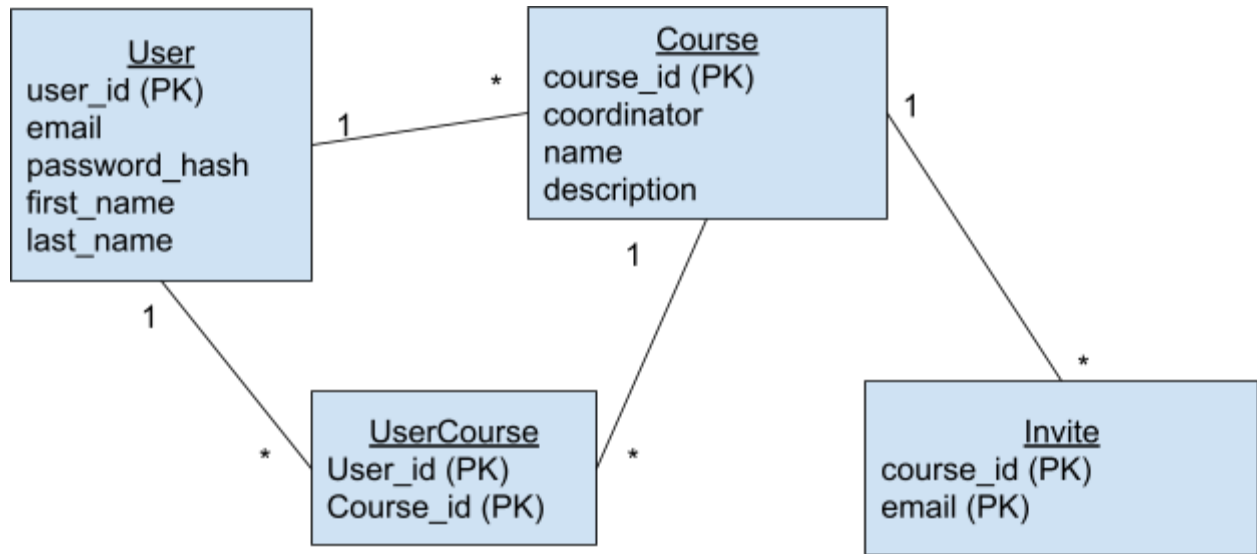 User
user_id (PK)
email
password_hash
first_name
last_name
1
*
Course
course_id (PK)
coordinator
name
description
1
1
1
*
*
*
UserCourse
User_id (PK)
Course_id (PK)
Invite
course_id (PK)
email (PK)